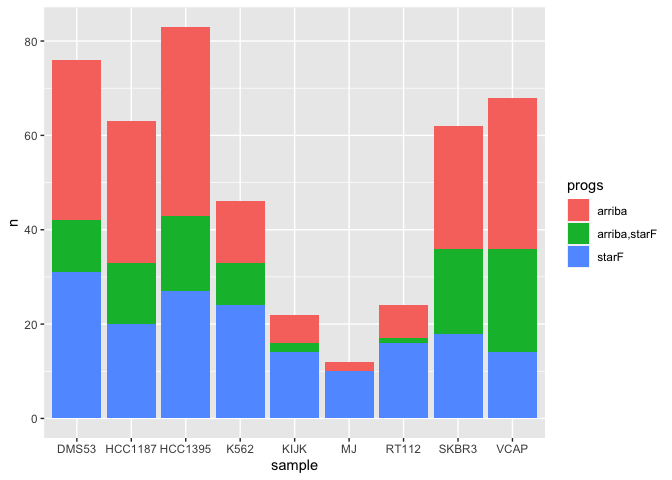 80
60
40
20
0
n
DMS53 HCC1187 HCC1395 K562 KIJK MJ RT112 SKBR3 VCAP
sample
progs
arriba
arriba,starF
starF